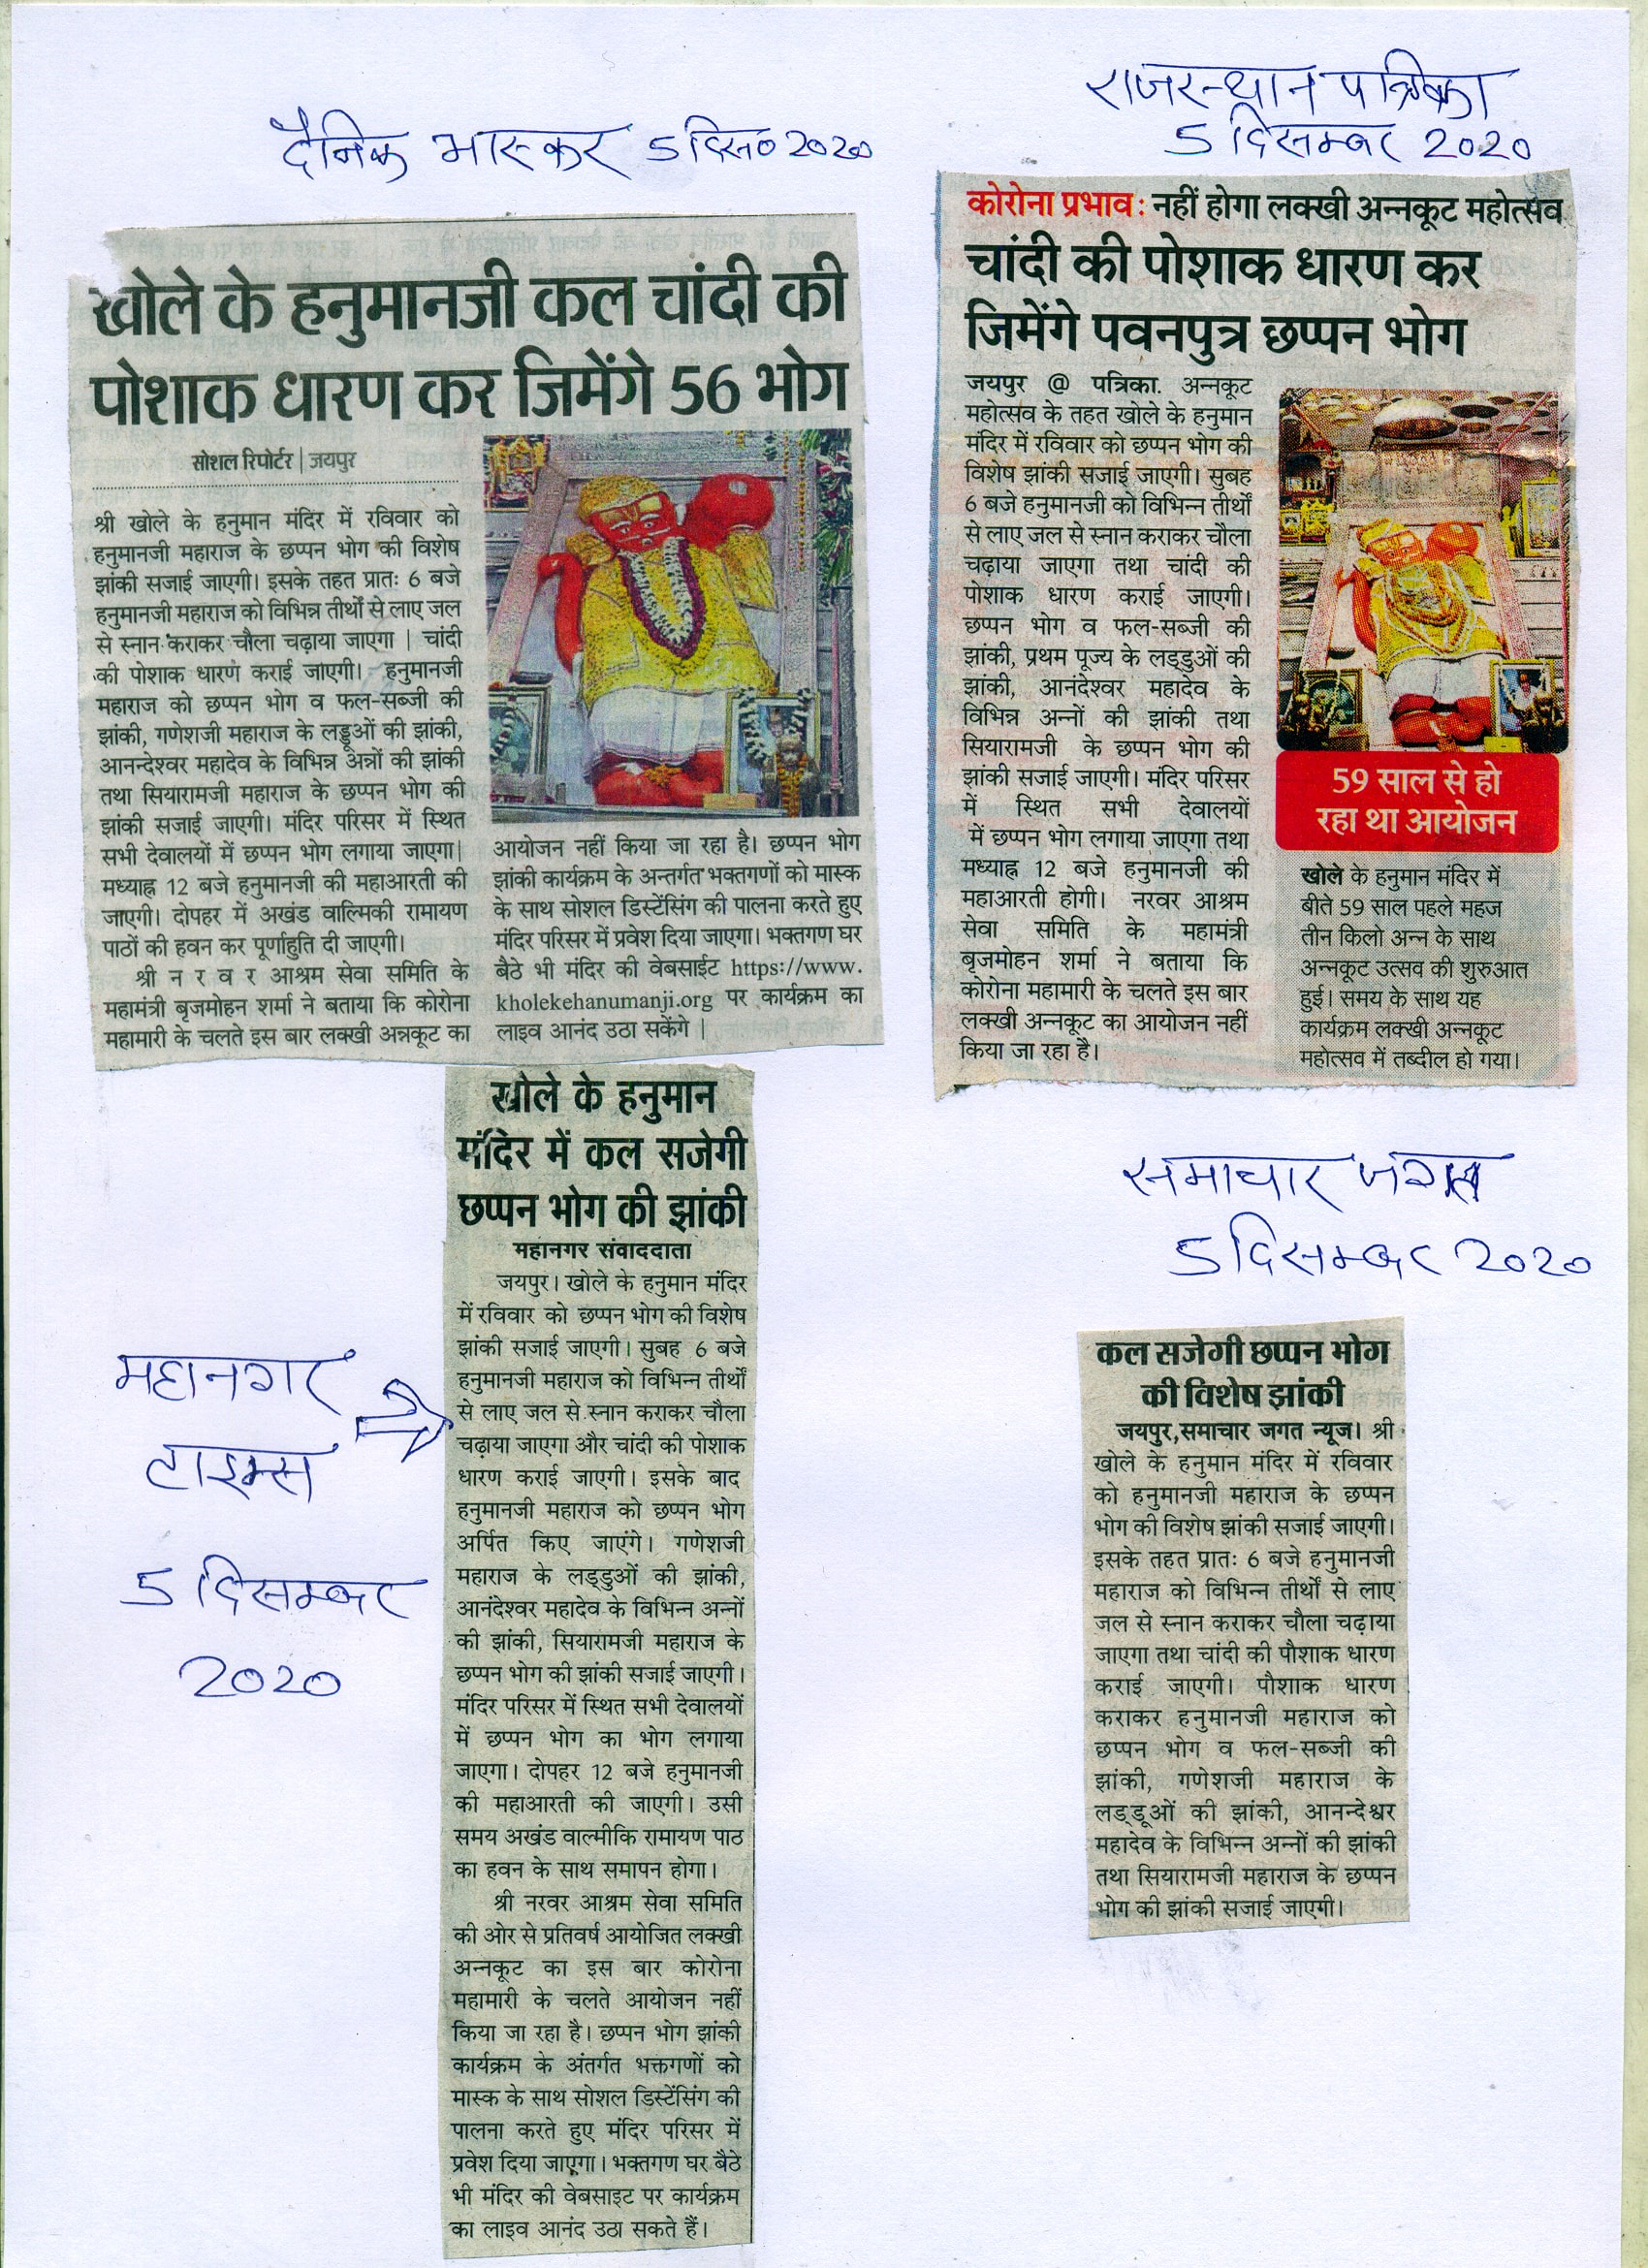 दैनिक भास्कर 5 दिस० 2020
खोले के हनुमानजी कल चांदी की
पोशाक धारण कर जिमेंगे 56 भोग
सोशल रिपोर्टर | जयपुर
श्री खोले के हनुमान मंदिर में रविवार को
हनुमानजी महाराज के छप्पन भोग की विशेष
झांकी सजाई जाएगी। इसके तहत प्रातः 6 बजे
हनुमानजी महाराज को विभिन्न तीर्थों से लाए जल
से स्नान कराकर चौला चढ़ाया जाएगा | चांदी
की पोशाक धारण कराई जाएगी। हनुमानजी
महाराज को छप्पन भोग व फल-सब्जी की
झांकी, गणेशजी महाराज के लड्डूओं की झांकी,
आनन्देश्वर महादेव के विभिन्न अन्नों की झांकी
तथा सियारामजी महाराज के छप्पन भोग की
झांकी सजाई जाएगी। मंदिर परिसर में स्थित
सभी देवालयों में छप्पन भोग लगाया जाएगा|
मध्याह्न 12 बजे हनुमानजी की महाआरती की
जाएगी। दोपहर में अखंड वाल्मिकी रामायण
पाठों की हवन कर पूर्णाहुति दी जाएगी।
श्री न र व र आश्रम सेवा समिति के
महामंत्री बृजमोहन शर्मा ने बताया कि कोरोना
महामारी के चलते इस बार लक्खी अन्नकूट का
आयोजन नहीं किया जा रहा है। छप्पन भोग
झांकी कार्यक्रम के अन्तर्गत भक्तगणों को मास्क
के साथ सोशल डिस्टेंसिंग की पालना करते हुए
मंदिर परिसर में प्रवेश दिया जाएगा। भक्तगण घर
बैठे भी मंदिर की वेबसाईट https://www.
kholekehanumanji.org पर कार्यक्रम का
लाइव आनंद उठा सकेंगे |
राजस्थान पत्रिका
5 दिसम्बर 2020
कोरोना प्रभाव: नहीं होगा लक्खी अन्नकूट महोत्सव
चांदी की पोशाक धारण कर
जिमेंगे पवनपुत्र छप्पन भोग
जयपुर @ पत्रिका. अन्नकूट
महोत्सव के तहत खोले के हनुमान
मंदिर में रविवार को छप्पन भोग की
विशेष झांकी सजाई जाएगी। सुबह
6 बजे हनुमानजी को विभिन्न तीर्थों
से लाए जल से स्नान कराकर चौला
चढ़ाया जाएगा तथा चांदी की
पोशाक धारण कराई जाएगी।
छप्पन भोग व फल-सब्जी की
झांकी, प्रथम पूज्य के लड्डुओं की
झांकी, आनंदेश्वर महादेव के
विभिन्न अन्नों की झांकी तथा
सियारामजी के छप्पन भोग की
झांकी सजाई जाएगी। मंदिर परिसर
में स्थित सभी देवालयों
में छप्पन भोग लगाया जाएगा तथा
मध्याह्न 12 बजे हनुमानजी की
महाआरती होगी। नरवर आश्रम
सेवा समिति के महामंत्री
बृजमोहन शर्मा ने बताया कि
कोरोना महामारी के चलते इस बार
लक्खी अन्नकूट का आयोजन नहीं
किया जा रहा है।
59 साल से हो
रहा था आयोजन
खोले के हनुमान मंदिर में
बीते 59 साल पहले महज
तीन किलो अन्न के साथ
अन्नकूट उत्सव की शुरुआत
हुई। समय के साथ यह
कार्यक्रम लक्खी अन्नकूट
महोत्सव में तब्दील हो गया।
महानगर
टाइम्स
5 दिसम्बर
2020
खोले के हनुमान
मंदिर में कल सजेगी
छप्पन भोग की झांकी
महानगर संवाददाता
जयपुर। खोले के हनुमान मंदिर
में रविवार को छप्पन भोग की विशेष
झांकी सजाई जाएगी। सुबह 6 बजे
हनुमानजी महाराज को विभिन्न तीर्थों
से लाए जल से स्नान कराकर चौला
चढ़ाया जाएगा और चांदी की पोशाक
धारण कराई जाएगी। इसके बाद
हनुमानजी महाराज को छप्पन भोग
अर्पित किए जाएंगे। गणेशजी
महाराज के लड्डुओं की झांकी,
आनंदेश्वर महादेव के विभिन्न अन्नों
की झांकी, सियारामजी महाराज के
छप्पन भोग की झांकी सजाई जाएगी।
मंदिर परिसर में स्थित सभी देवालयों
में छप्पन भोग का भोग लगाया
जाएगा। दोपहर 12 बजे हनुमानजी
की महाआरती की जाएगी। उसी
समय अखंड वाल्मीकि रामायण पाठ
का हवन के साथ समापन होगा।
श्री नरवर आश्रम सेवा समिति
की ओर से प्रतिवर्ष आयोजित लक्खी
अन्नकूट का इस बार कोरोना
महामारी के चलते आयोजन नहीं
किया जा रहा है। छप्पन भोग झांकी
कार्यक्रम के अंतर्गत भक्तगणों को
मास्क के साथ सोशल डिस्टेंसिंग की
पालना करते हुए मंदिर परिसर में
प्रवेश दिया जाएगा। भक्तगण घर बैठे
भी मंदिर की वेबसाइट पर कार्यक्रम
का लाइव आनंद उठा सकते हैं।
समाचार जगत
5 दिसम्बर 2020
कल सजेगी छप्पन भोग
की विशेष झांकी
जयपुर,समाचार जगत न्यूज। श्री
खोले के हनुमान मंदिर में रविवार
को हनुमानजी महाराज के छप्पन
भोग की विशेष झांकी सजाई जाएगी।
इसके तहत प्रातः 6 बजे हनुमानजी
महाराज को विभिन्न तीर्थों से लाए
जल से स्नान कराकर चौला चढ़ाया
जाएगा तथा चांदी की पौशाक धारण
कराई जाएगी। पौशाक धारण
कराकर हनुमानजी महाराज को
छप्पन भोग व फल-सब्जी की
झांकी, गणेशजी महाराज के
लड्डूओं की झांकी, आनन्देश्वर
महादेव के विभिन्न अन्नों की झांकी
तथा सियारामजी महाराज के छप्पन
भोग की झांकी सजाई जाएगी।